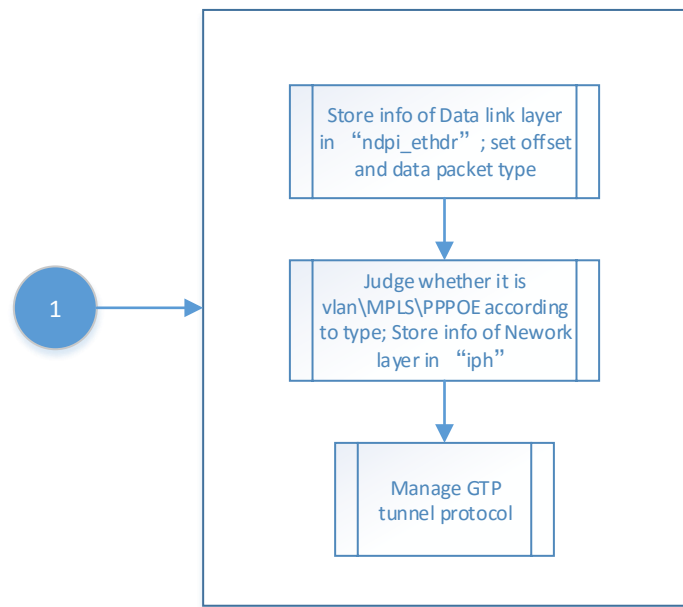 Store info of Data link layer
in “ndpi_ethdr”; set offset
and data packet type
1
Judge whether it is
vlan\MPLS\PPPOE according
to type; Store info of Nework
layer in “iph”
Manage GTP
tunnel protocol